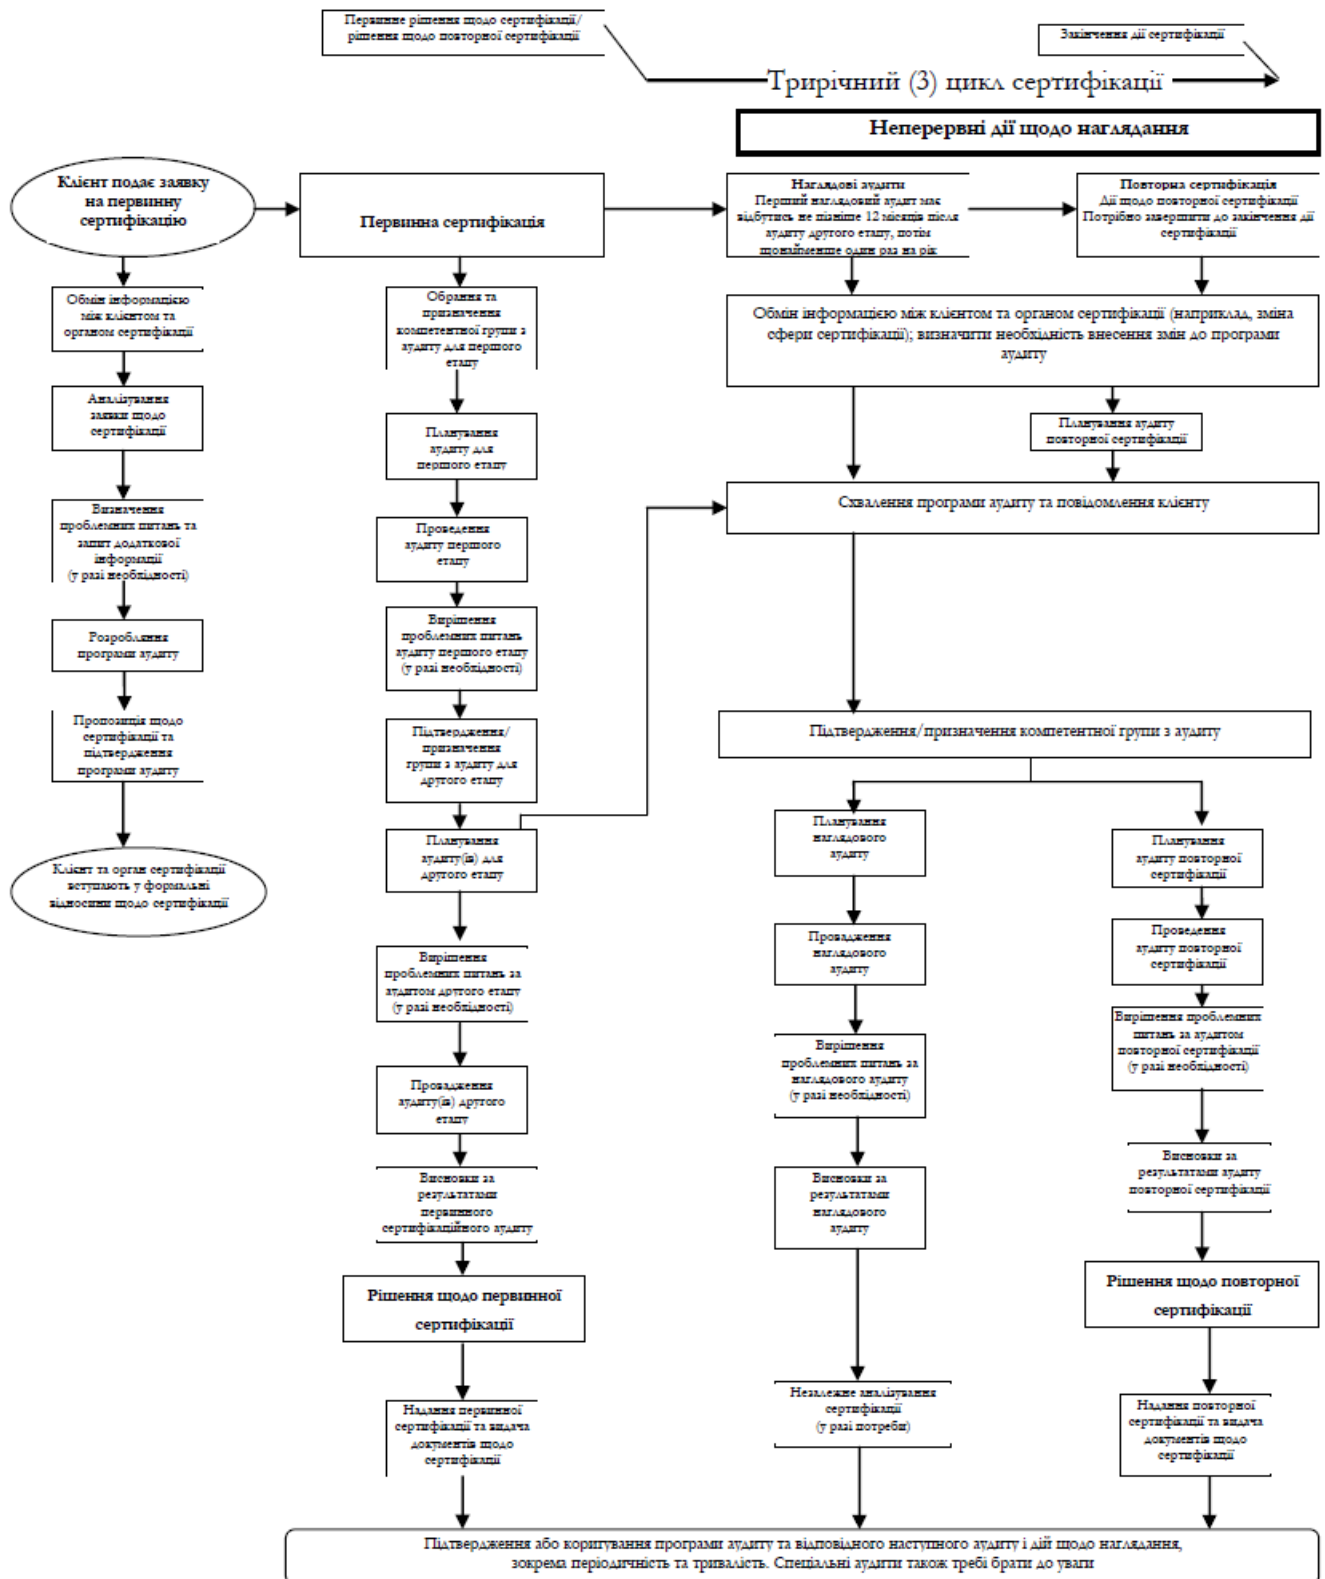 Первинне рішення щодо сертифікації/
рішення щодо повторної сертифікації
Закінчення дії сертифікації
Трирічний (3) цикл сертифікації
Неперервні дії щодо наглядання
Клієнт подає заявку
на первинну
сертифікацію
Первинна сертифікація
Наглядові аудити
Перший наглядовий аудит має
відбутись не пізніше 12 місяців після
аудиту другого етапу, потім
щонайменше один раз на рік
Повторна сертифікація
Дії щодо повторної сертифікації
Потрібно завершити до закінчення дії
сертифікації
Обмін інформацією
між клієнтом та
органом сертифікації
Аналізування
заявки щодо
сертифікації
Визначення
проблемних питань та
запит додаткової
інформації
(у разі необхідності)
Розробляння
програми аудиту
Пропозиція щодо
сертифікації та
підтвердження
програми аудиту
Клієнт та орган сертифікації
вступають у формальні
відносини щодо сертифікації
Обрання та
призначення
компетентної групи з
аудиту для першого
етапу
Планування
аудиту для
першого етапу
Проведення
аудиту першого
етапу
Вирішення
проблемних питань
аудиту першого етапу
(у разі необхідності)
Підтвердження/
призначення
групи з аудиту для
другого етапу
Планування
аудиту(ів) для
другого етапу
Вирішення
проблемних питань за
аудитом другого етапу
(у разі необхідності)
Провадження
аудиту(ів) другого
етапу
Висновки за
результатами
первинного
сертифікаційного аудиту
Рішення щодо первинної
сертифікації
Надання первинної
сертифікації та видача
документів щодо
сертифікації
Обмін інформацією між клієнтом та органом сертифікації (наприклад, зміна
сфери сертифікації); визначити необхідність внесення змін до програми
аудиту
Планування аудиту
повторної сертифікації
Схвалення програми аудиту та повідомлення клієнту
Підтвердження/призначення компетентної групи з аудиту
Планування
наглядового
аудиту
Провадження
наглядового
аудиту
Вирішення
проблемних питань за
наглядового аудиту
(у разі необхідності)
Висновки за
результатами
наглядового
аудиту
Незалежне аналізування
сертифікації
(у разі потреби)
Планування
аудиту повторної
сертифікації
Проведення
аудиту повторної
сертифікації
Вирішення проблемних
питань за аудитом
повторної сертифікації
(у разі необхідності)
Висновки за
результатами аудиту
повторної сертифікації
Рішення щодо повторної
сертифікації
Надання повторної
сертифікації та видача
документів щодо
сертифікації
Підтвердження або коригування програми аудиту та відповідного наступного аудиту і дій щодо наглядання,
зокрема періодичність та тривалість. Спеціальні аудити також требі брати до уваги